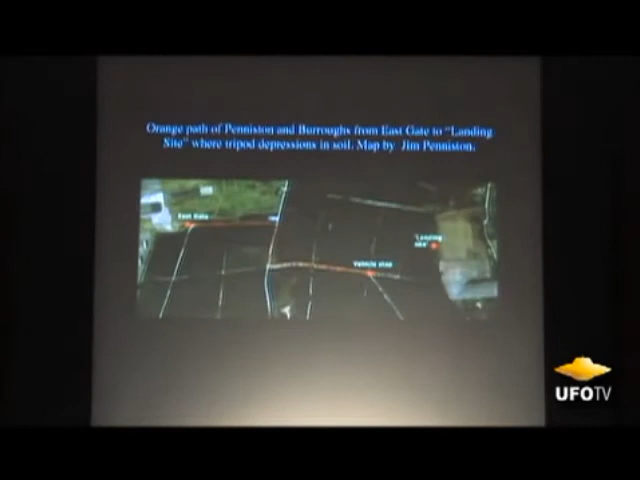 Orange path of Penniston and Burroughs from East Gate to "Landing
Site" where tripod depressions in soil. Map by Jim Penniston.
East Gate
"Landing
site"
Vehicle stop
UFOTV